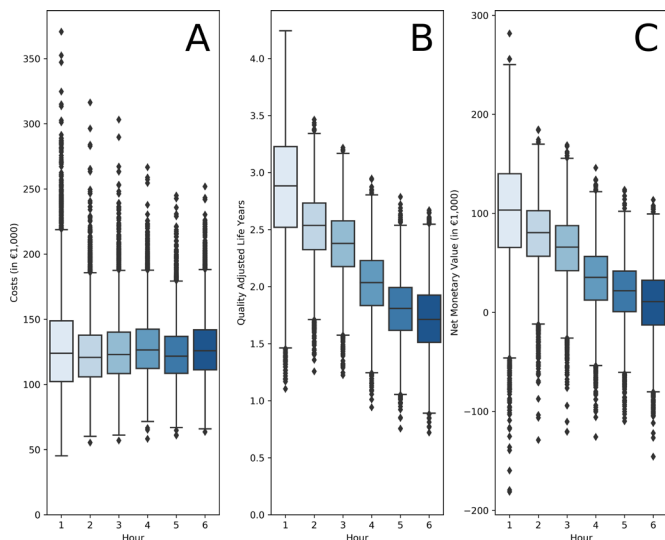 A
Costs (in €1,000)
350
300
250
200
150
100
50
0
1 2 3 4 5 6
Hour
B
Quality Adjusted Life Years
4.0
3.5
3.0
2.5
2.0
1.5
1.0
0.5
0.0
1 2 3 4 5 6
Hour
C
Net Monetary Value (in €1,000)
300
200
100
0
−100
−200
1 2 3 4 5 6
Hour